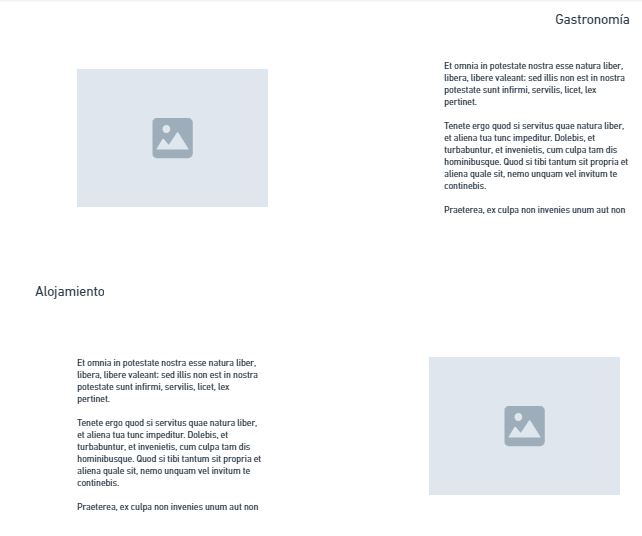 Gastronomía
Et omnia in potestate nostra esse natura liber,
libera, libere valeant; sed illis non est in nostra
potestate sunt infirmi, servilis, licet, lex
pertinet.
Tenete ergo quod si servitus quae natura liber,
et aliena tua tunc impeditur. Dolebis, et
turbabuntur, et invenietis, cum culpa tam dis
hominibusque. Quod si tibi tantum sit propria et
aliena quale sit, nemo unquam vel invitum te
continebis.
Praeterea, ex culpa non invenies unum aut non
Alojamiento
Et omnia in potestate nostra esse natura liber,
libera, libere valeant; sed illis non est in nostra
potestate sunt infirmi, servilis, licet, lex
pertinet.
Tenete ergo quod si servitus quae natura liber,
et aliena tua tunc impeditur. Dolebis, et
turbabuntur, et invenietis, cum culpa tam dis
hominibusque. Quod si tibi tantum sit propria et
aliena quale sit, nemo unquam vel invitum te
continebis.
Praeterea, ex culpa non invenies unum aut non